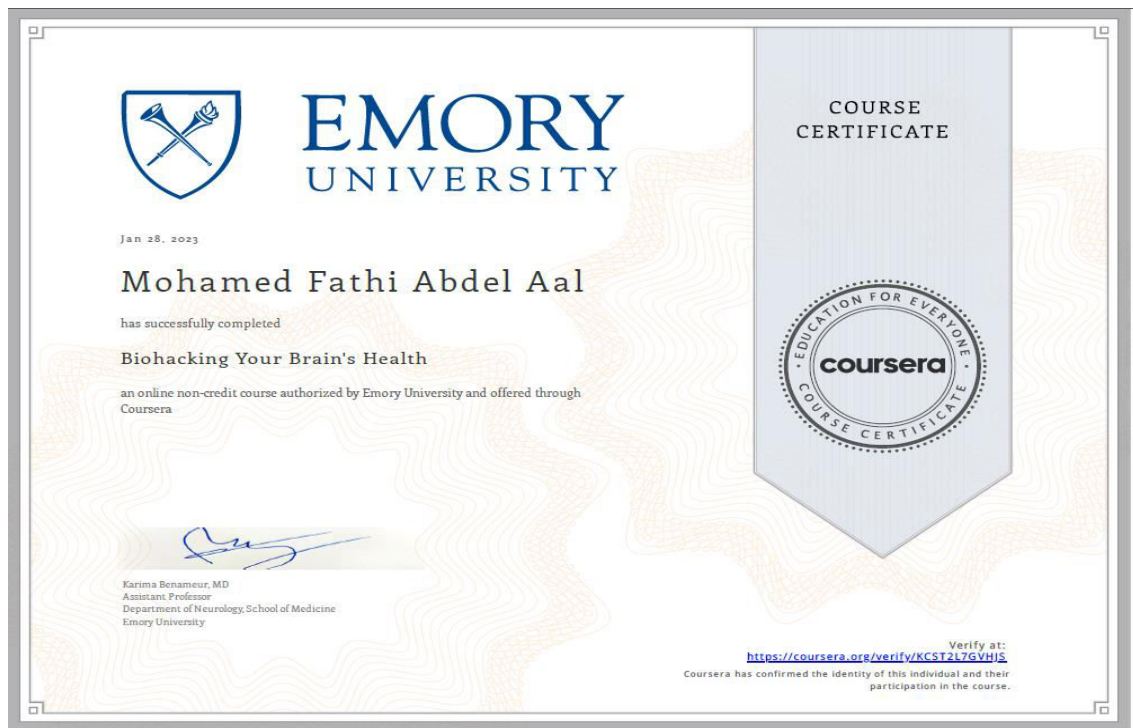 EMORY
UNIVERSITY
COURSE
CERTIFICATE
Jan 28, 2023
Mohamed Fathi Abdel Aal
has successfully completed
Biohacking Your Brain's Health
an online non-credit course authorized by Emory University and offered through
Coursera
EDUCATION FOR EVERYONE
coursera
COURSE CERTIFICATE
Karima Benameur, MD
Assistant Professor
Department of Neurology, School of Medicine
Emory University
Verify at:
https://coursera.org/verify/KCST2L7GVHJS
Coursera has confirmed the identity of this individual and their
participation in the course.